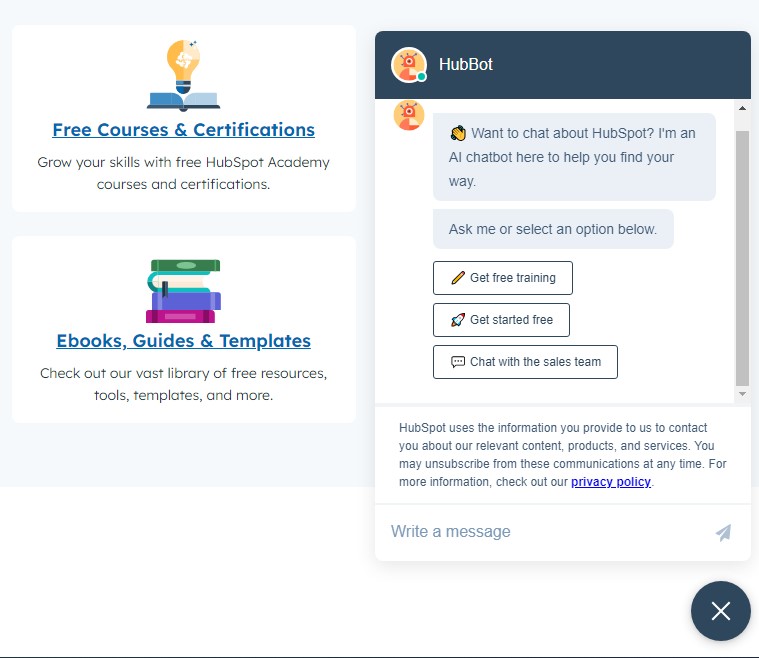 Free Courses & Certifications
Grow your skills with free HubSpot Academy
courses and certifications.
Ebooks, Guides & Templates
Check out our vast library of free resources,
tools, templates, and more.
HubBot
👋 Want to chat about HubSpot? I'm an
AI chatbot here to help you find your
way.
Ask me or select an option below.
✏️ Get free training
🚀 Get started free
💬 Chat with the sales team
HubSpot uses the information you provide to us to contact
you about our relevant content, products, and services. You
may unsubscribe from these communications at any time. For
more information, check out our privacy policy.
Write a message